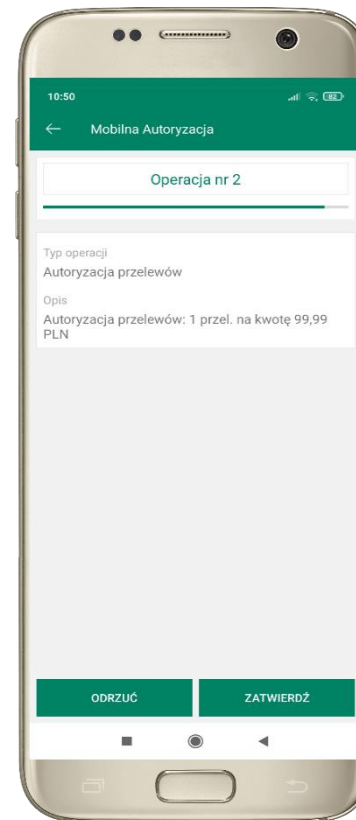 10:50
82
Mobilna Autoryzacja
Operacja nr 2
Typ operacji
Autoryzacja przelewów
Opis
Autoryzacja przelewów: 1 przel. na kwotę 99,99
PLN
ODRZUĆ
ZATWIERDŹ